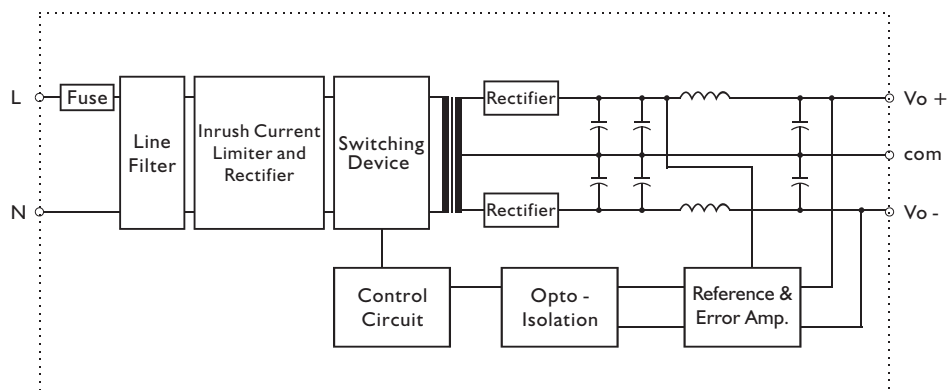 L
Fuse
Line
Filter
Inrush Current
Limiter and
Rectifier
Switching
Device
Rectifier
Rectifier
Vo +
com
Vo -
N
Control
Circuit
Opto -
Isolation
Reference &
Error Amp.